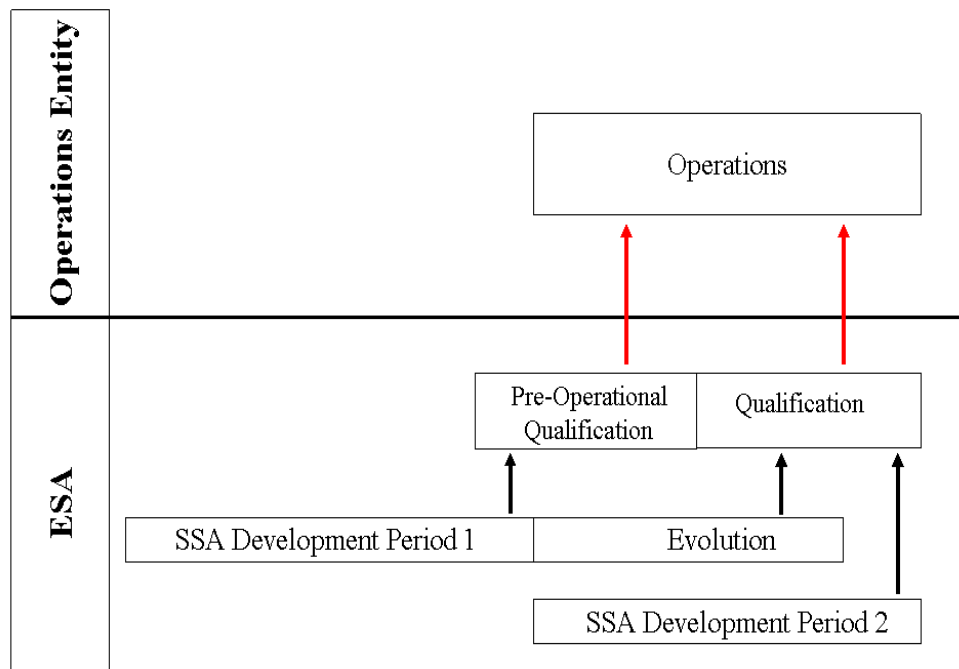 Operations Entity
Operations
Pre-Operational
Qualification
Qualification
ESA
SSA Development Period 1
Evolution
SSA Development Period 2